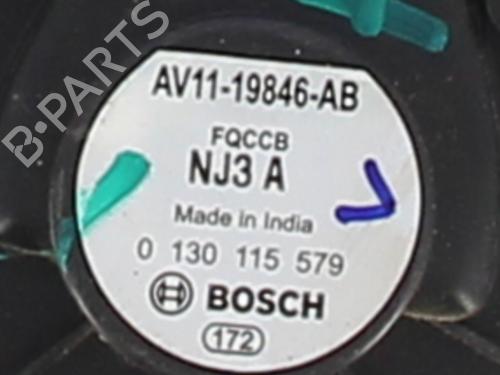 B-PARTS
AV11-19846-AB
FQCCB
NJ3 A
Made in India
0 130 115 579
BOSCH
172